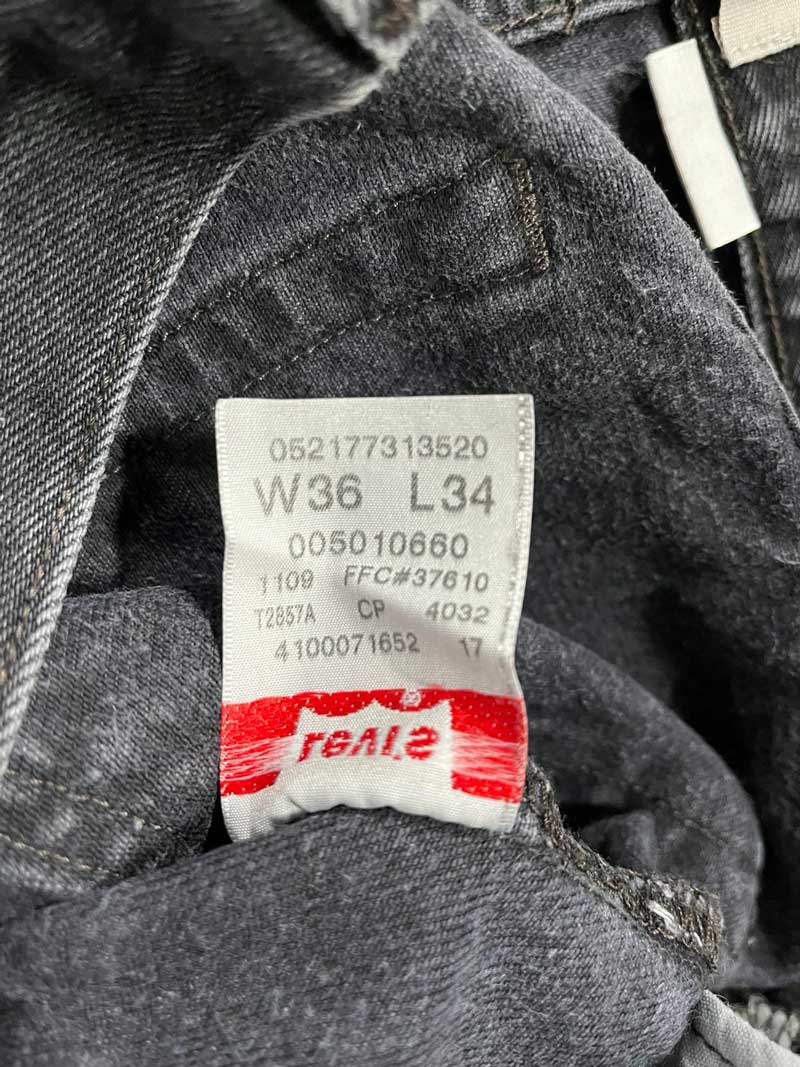 052177313520
W36 L34
005010660
1109 FFC#37610
T2857A CP 4032
4100071652 17
Levi's
®